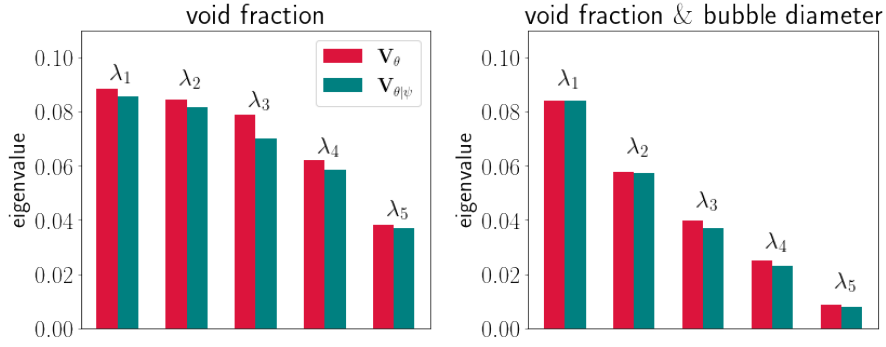 void fraction
eigenvalue
0.10
0.08
0.06
0.04
0.02
0.00
λ₁
λ₂
λ₃
λ₄
λ₅
V_θ
V_θ|ψ
void fraction & bubble diameter
eigenvalue
0.10
0.08
0.06
0.04
0.02
0.00
λ₁
λ₂
λ₃
λ₄
λ₅